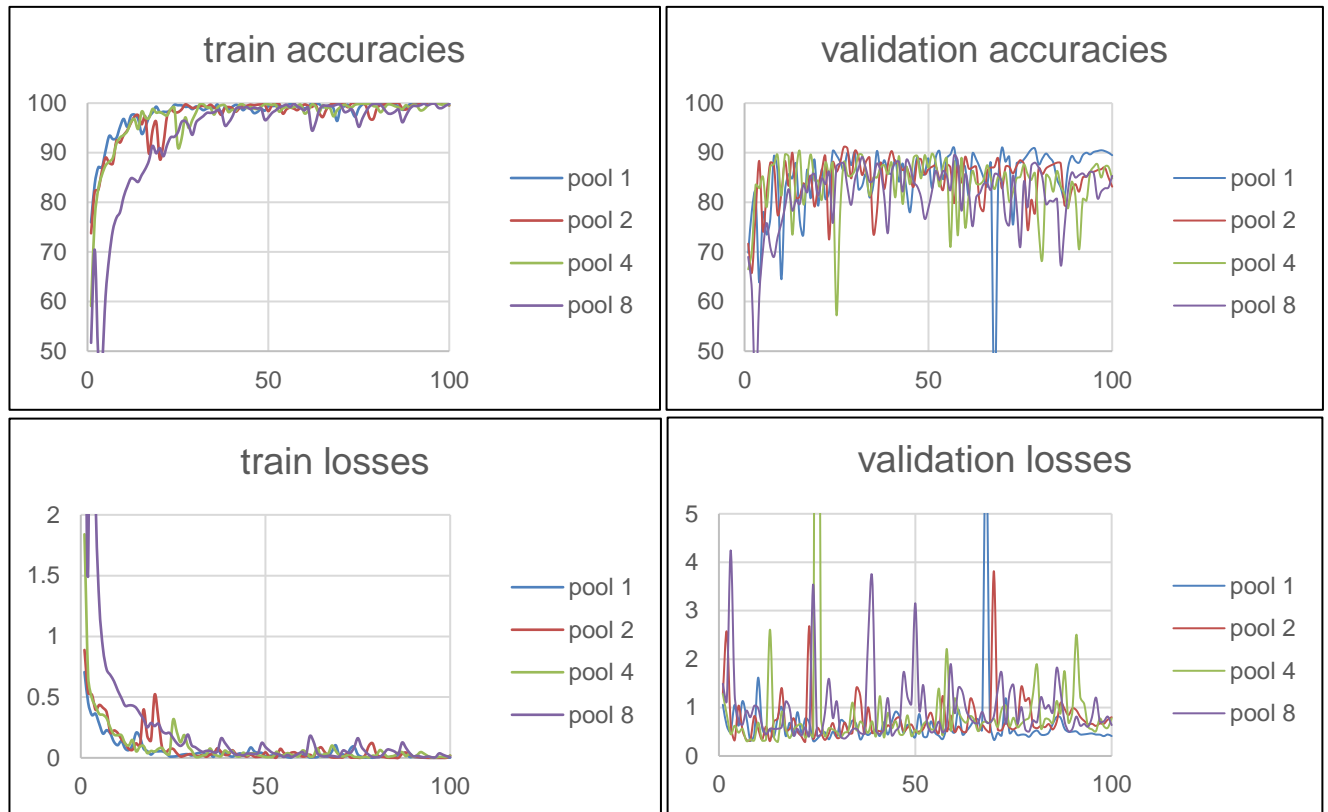 train accuracies
100
90
80
70
60
50
0
50
100
pool 1
pool 2
pool 4
pool 8
validation accuracies
100
90
80
70
60
50
0
50
100
pool 1
pool 2
pool 4
pool 8
train losses
2
1.5
1
0.5
0
0
50
100
pool 1
pool 2
pool 4
pool 8
validation losses
5
4
3
2
1
0
0
50
100
pool 1
pool 2
pool 4
pool 8